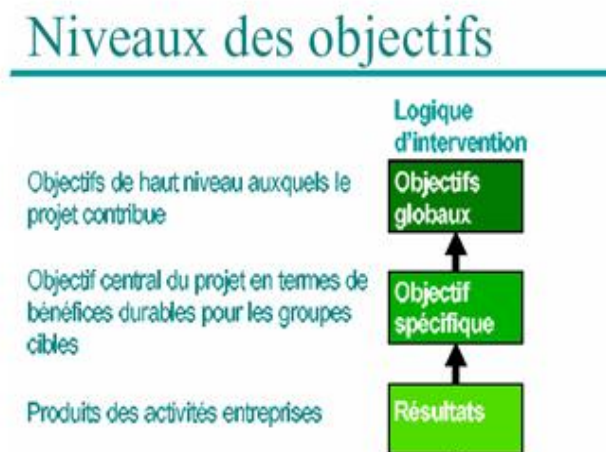 Niveaux des objectifs
Logique
d'intervention
Objectifs de haut niveau auxquels le
projet contribue
Objectifs
globaux
Objectif central du projet en termes de
bénéfices durables pour les groupes
cibles
Objectif
spécifique
Produits des activités entreprises
Résultats